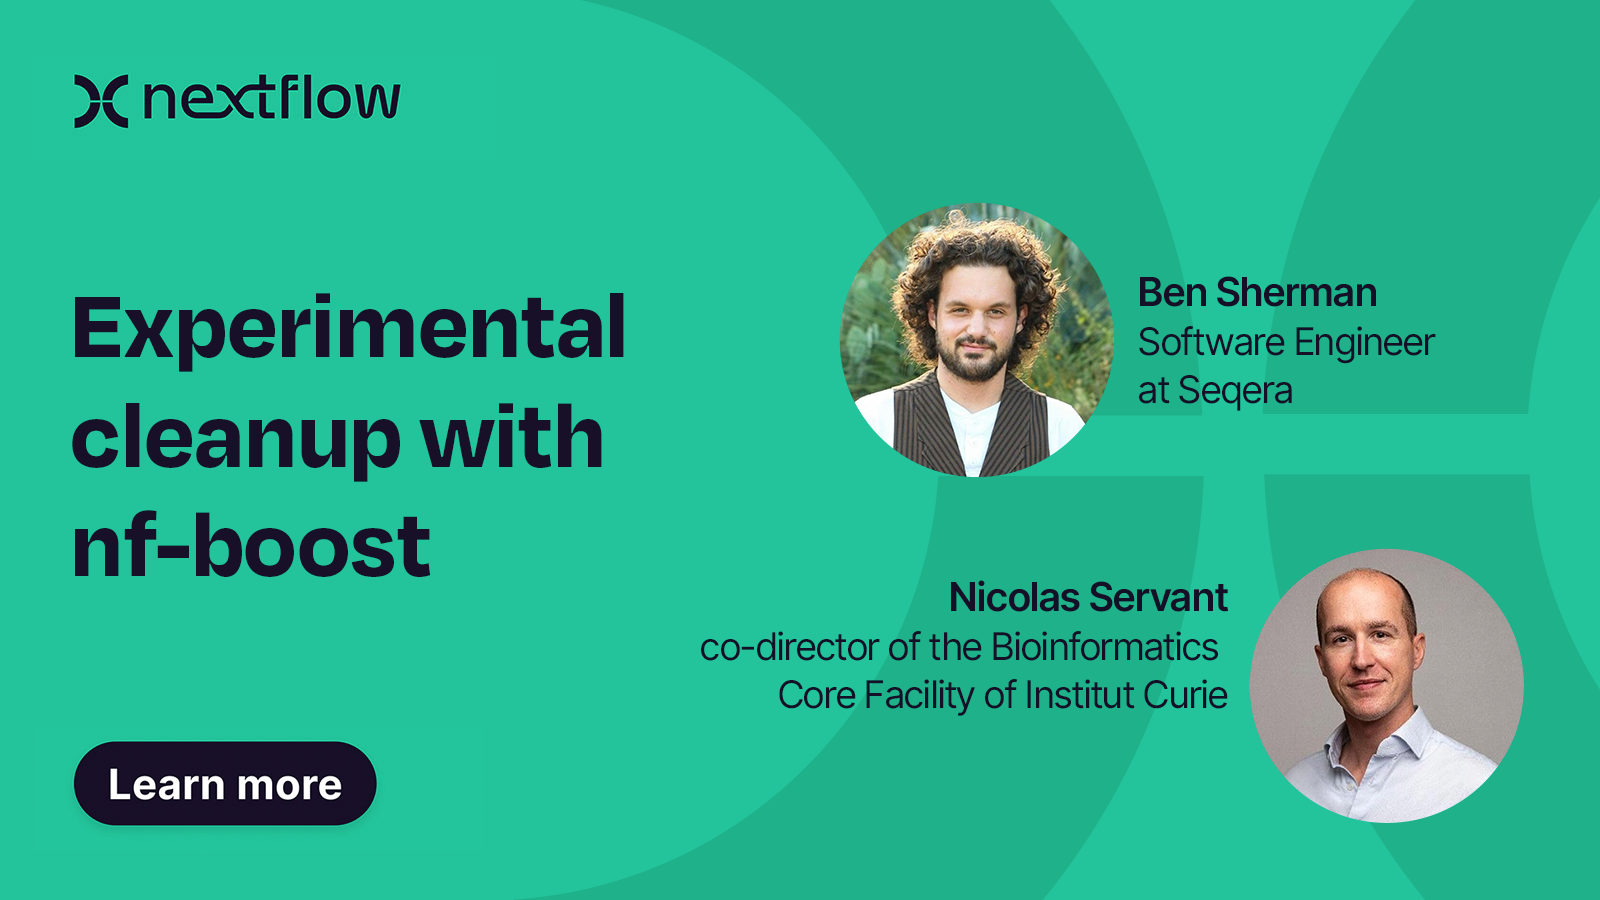 nextflow
Experimental
cleanup with
nf-boost
Learn more
Ben Sherman
Software Engineer
at Seqera
Nicolas Servant
co-director of the Bioinformatics
Core Facility of Institut Curie